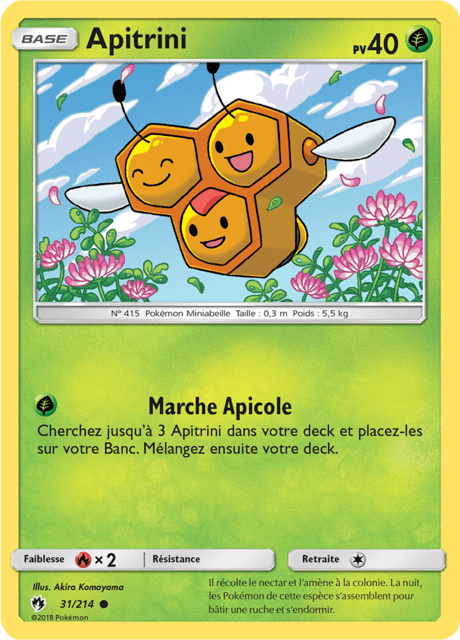 BASE Apitrini PV 40
N° 415 Pokémon Miniabeille Taille : 0,3 m Poids : 5,5 kg
Marche Apicole
Cherchez jusqu'à 3 Apitrini dans votre deck et placez-les
sur votre Banc. Mélangez ensuite votre deck.
Faiblesse × 2 Résistance Retraite
Illus. Akira Komayama
31/214
©2018 Pokémon
Il récolte le nectar et l'amène à la colonie. La nuit,
les Pokémon de cette espèce s'assemblent pour
bâtir une ruche et s'endormir.